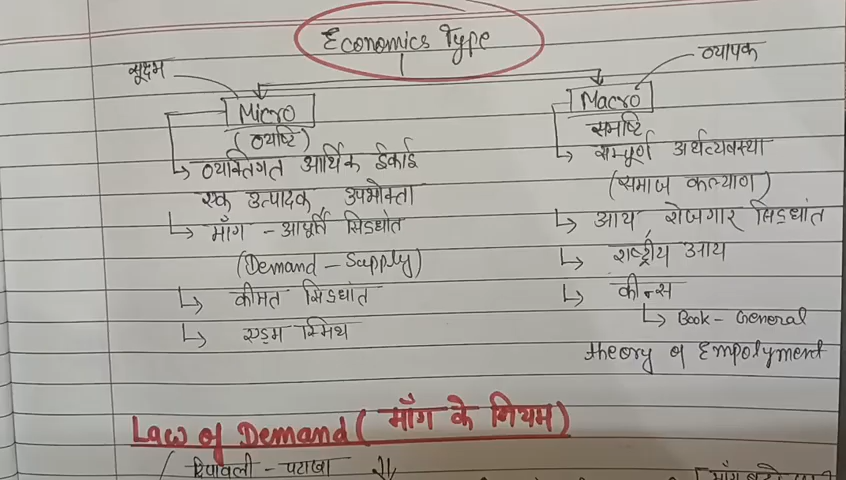 Economics Type
सूक्ष्म
व्यापक
Micro
(व्यष्टि)
व्यक्तिगत आर्थिक ईकाई
एक उत्पादक, उपभोक्ता
माँग - आपूर्ति सिद्धांत
(Demand - Supply)
कीमत सिद्धांत
एडम स्मिथ
Macro
समष्टि
सम्पूर्ण अर्थव्यवस्था
(समाज कल्याण)
आय, रोजगार सिद्धांत
राष्ट्रीय आय
कीन्स
Book - General
theory of Empolyment
Law of Demand (माँग के नियम)
दिपावली - पटाखा